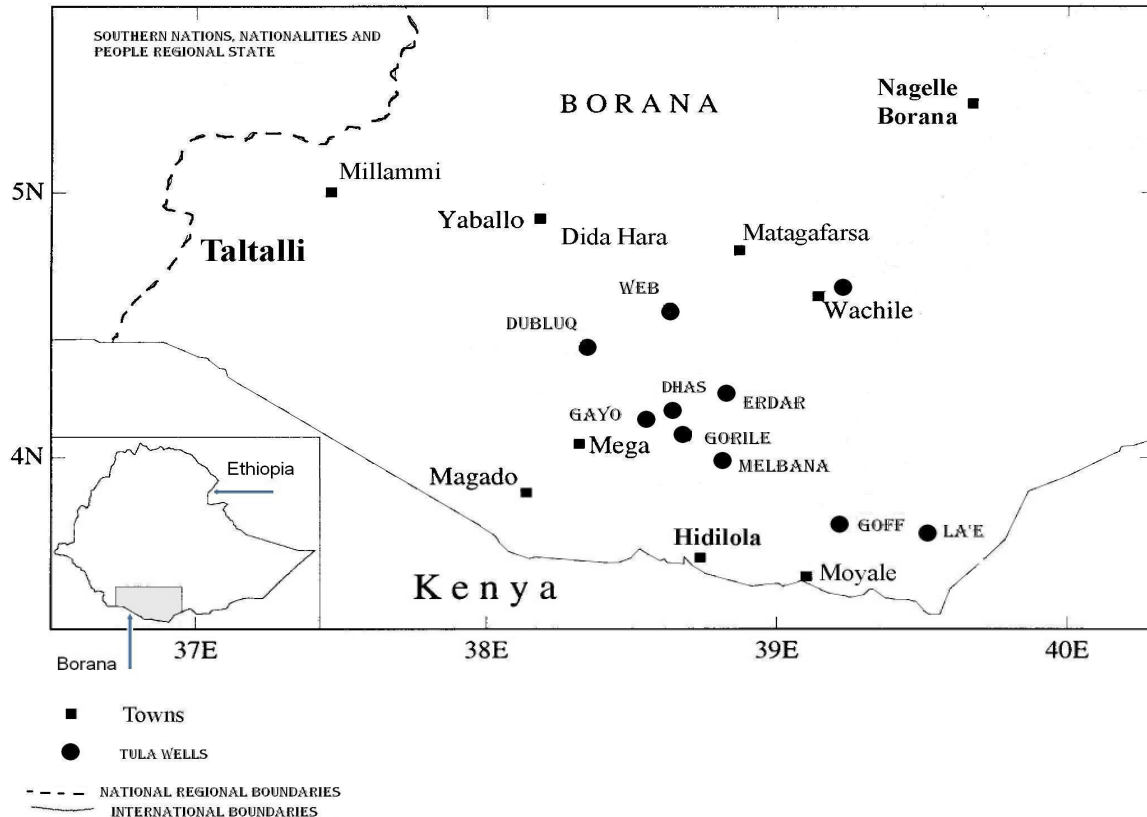 SOUTHERN NATIONS, NATIONALITIES AND
PEOPLE REGIONAL STATE
BORANA
Nagelle
Borana
Millammi
5N
Yaballo
Dida Hara
Matagafarsa
Taltalli
WEB
Wachile
DUBLUQ
DHAS
ERDAR
GAYO
GORILE
Mega
4N
MELBANA
Magado
Ethiopia
GOFF
LA'E
Hidilola
Moyale
Kenya
37E
38E
39E
40E
Borana
Towns
TULA WELLS
NATIONAL REGIONAL BOUNDARIES
INTERNATIONAL BOUNDARIES